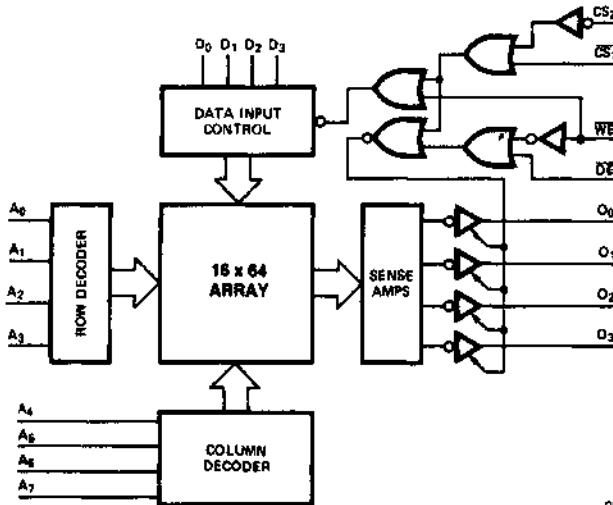 D0 D1 D2 D3
CS2
CS1
DATA INPUT
CONTROL
WE
OE
A0
A1
A2
A3
ROW DECODER
16 x 64
ARRAY
SENSE
AMPS
O0
O1
O2
O3
A4
A5
A6
A7
COLUMN
DECODER